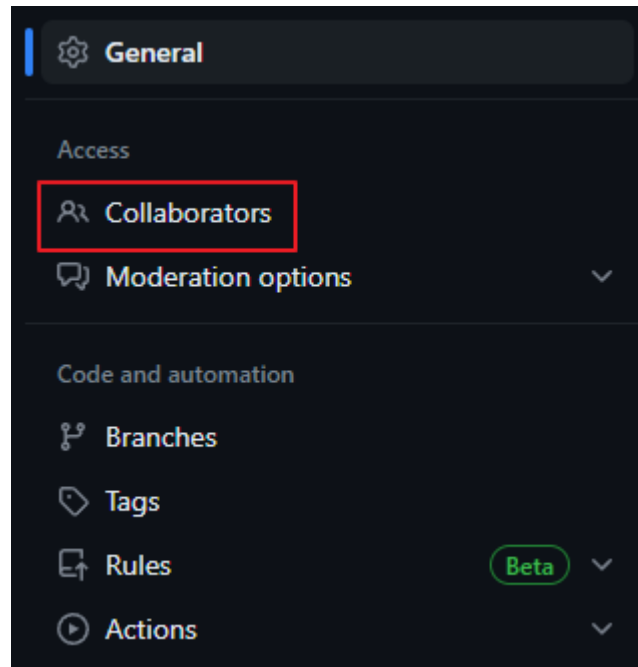 General
Access
Collaborators
Moderation options
Code and automation
Branches
Tags
Rules Beta
Actions